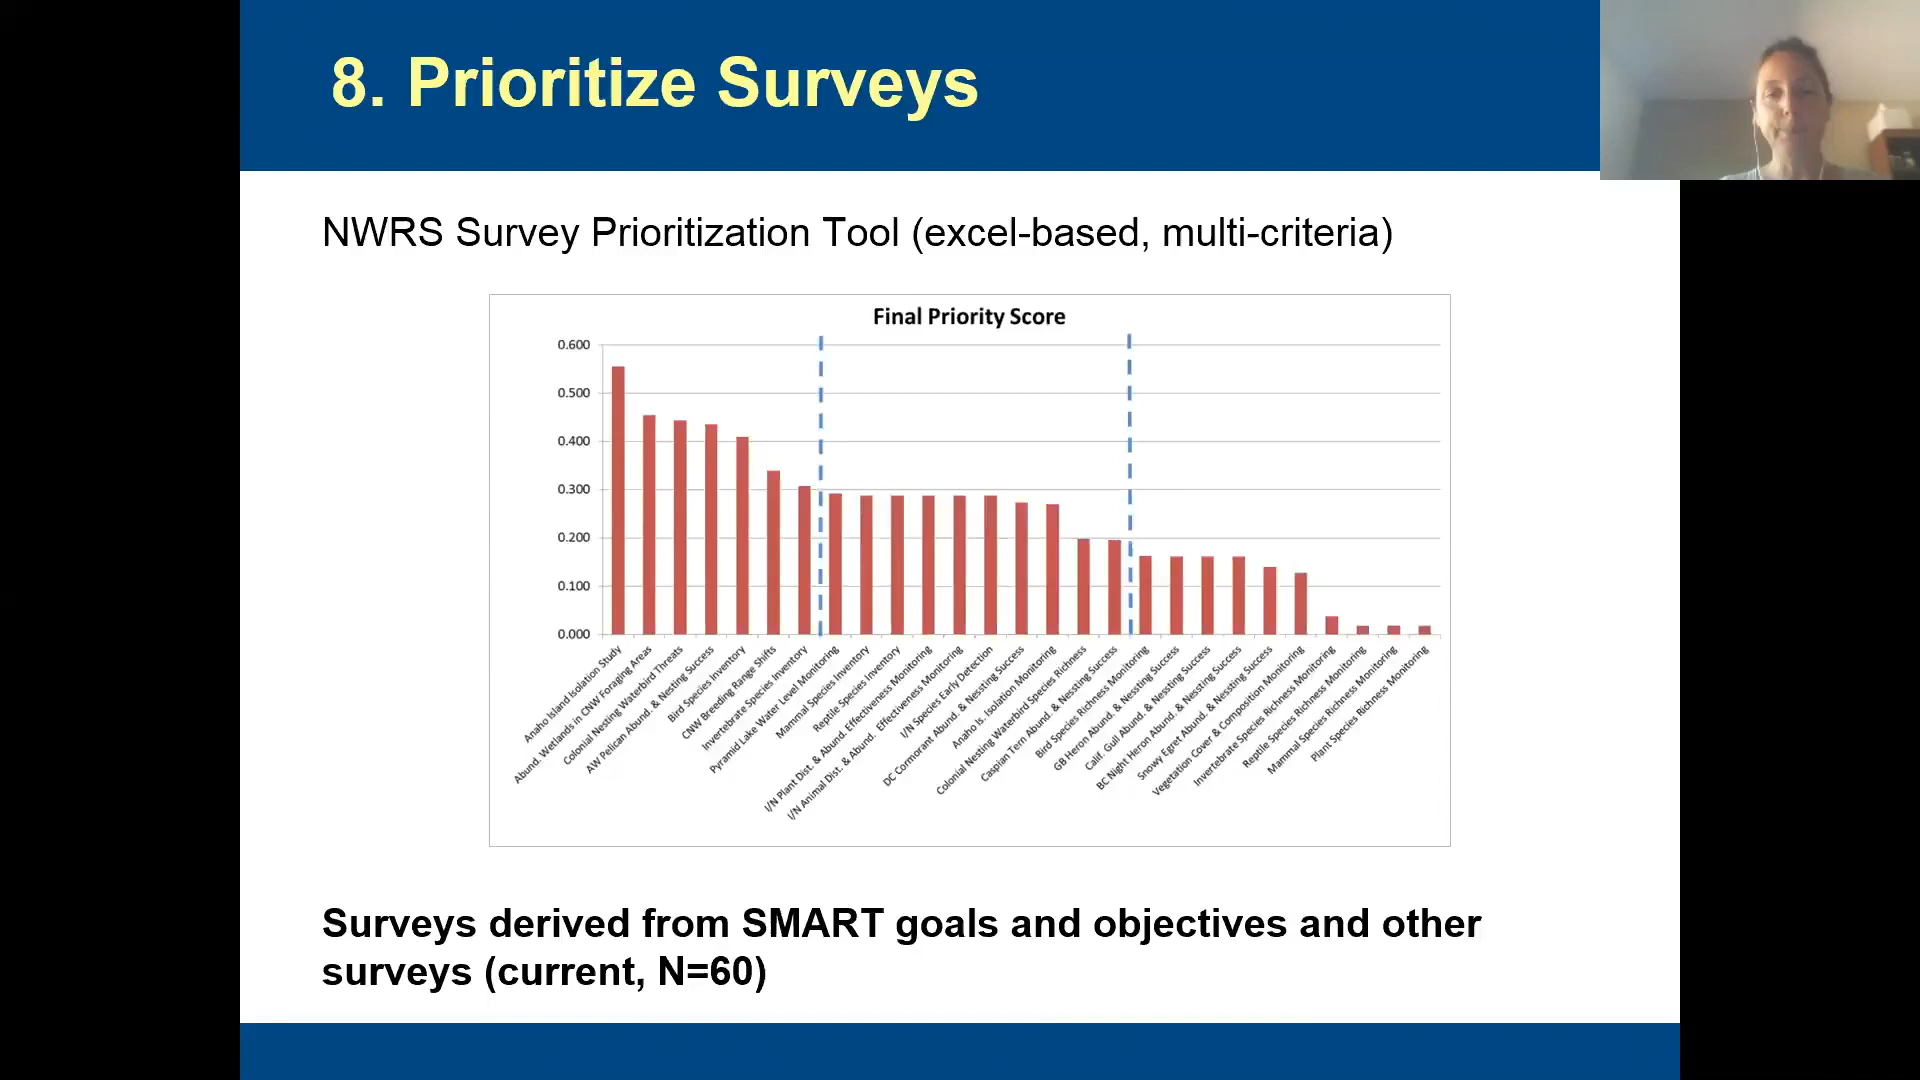 8. Prioritize Surveys
NWRS Survey Prioritization Tool (excel-based, multi-criteria)
Final Priority Score
0.600
0.500
0.400
0.300
0.200
0.100
0.000
Anaho Island Isolation Study
Abund. Wetlands in CNW Foraging Areas
Colonial Nesting Waterbird Threats
AW Pelican Abund. & Nesting Success
Bird Species Inventory
CNW Breeding Range Shifts
Invertebrate Species Inventory
Pyramid Lake Water Level Monitoring
Mammal Species Inventory
Reptile Species Inventory
I/N Plant Dist. & Abund. Effectiveness Monitoring
I/N Animal Dist. & Abund. Effectiveness Monitoring
I/N Species Early Detection
DC Cormorant Abund. & Nessting Success
Anaho Is. Isolation Monitoring
Colonial Nesting Waterbird Species Richness
Caspian Tern Abund. & Nessting Success
Bird Species Richness Monitoring
GB Heron Abund. & Nessting Success
Calif. Gull Abund. & Nessting Success
BC Night Heron Abund. & Nessting Success
Snowy Egret Abund. & Nessting Success
Vegetation Cover & Composition Monitoring
Invertebrate Species Richness Monitoring
Reptile Species Richness Monitoring
Mammal Species Richness Monitoring
Plant Species Richness Monitoring
Surveys derived from SMART goals and objectives and other
surveys (current, N=60)